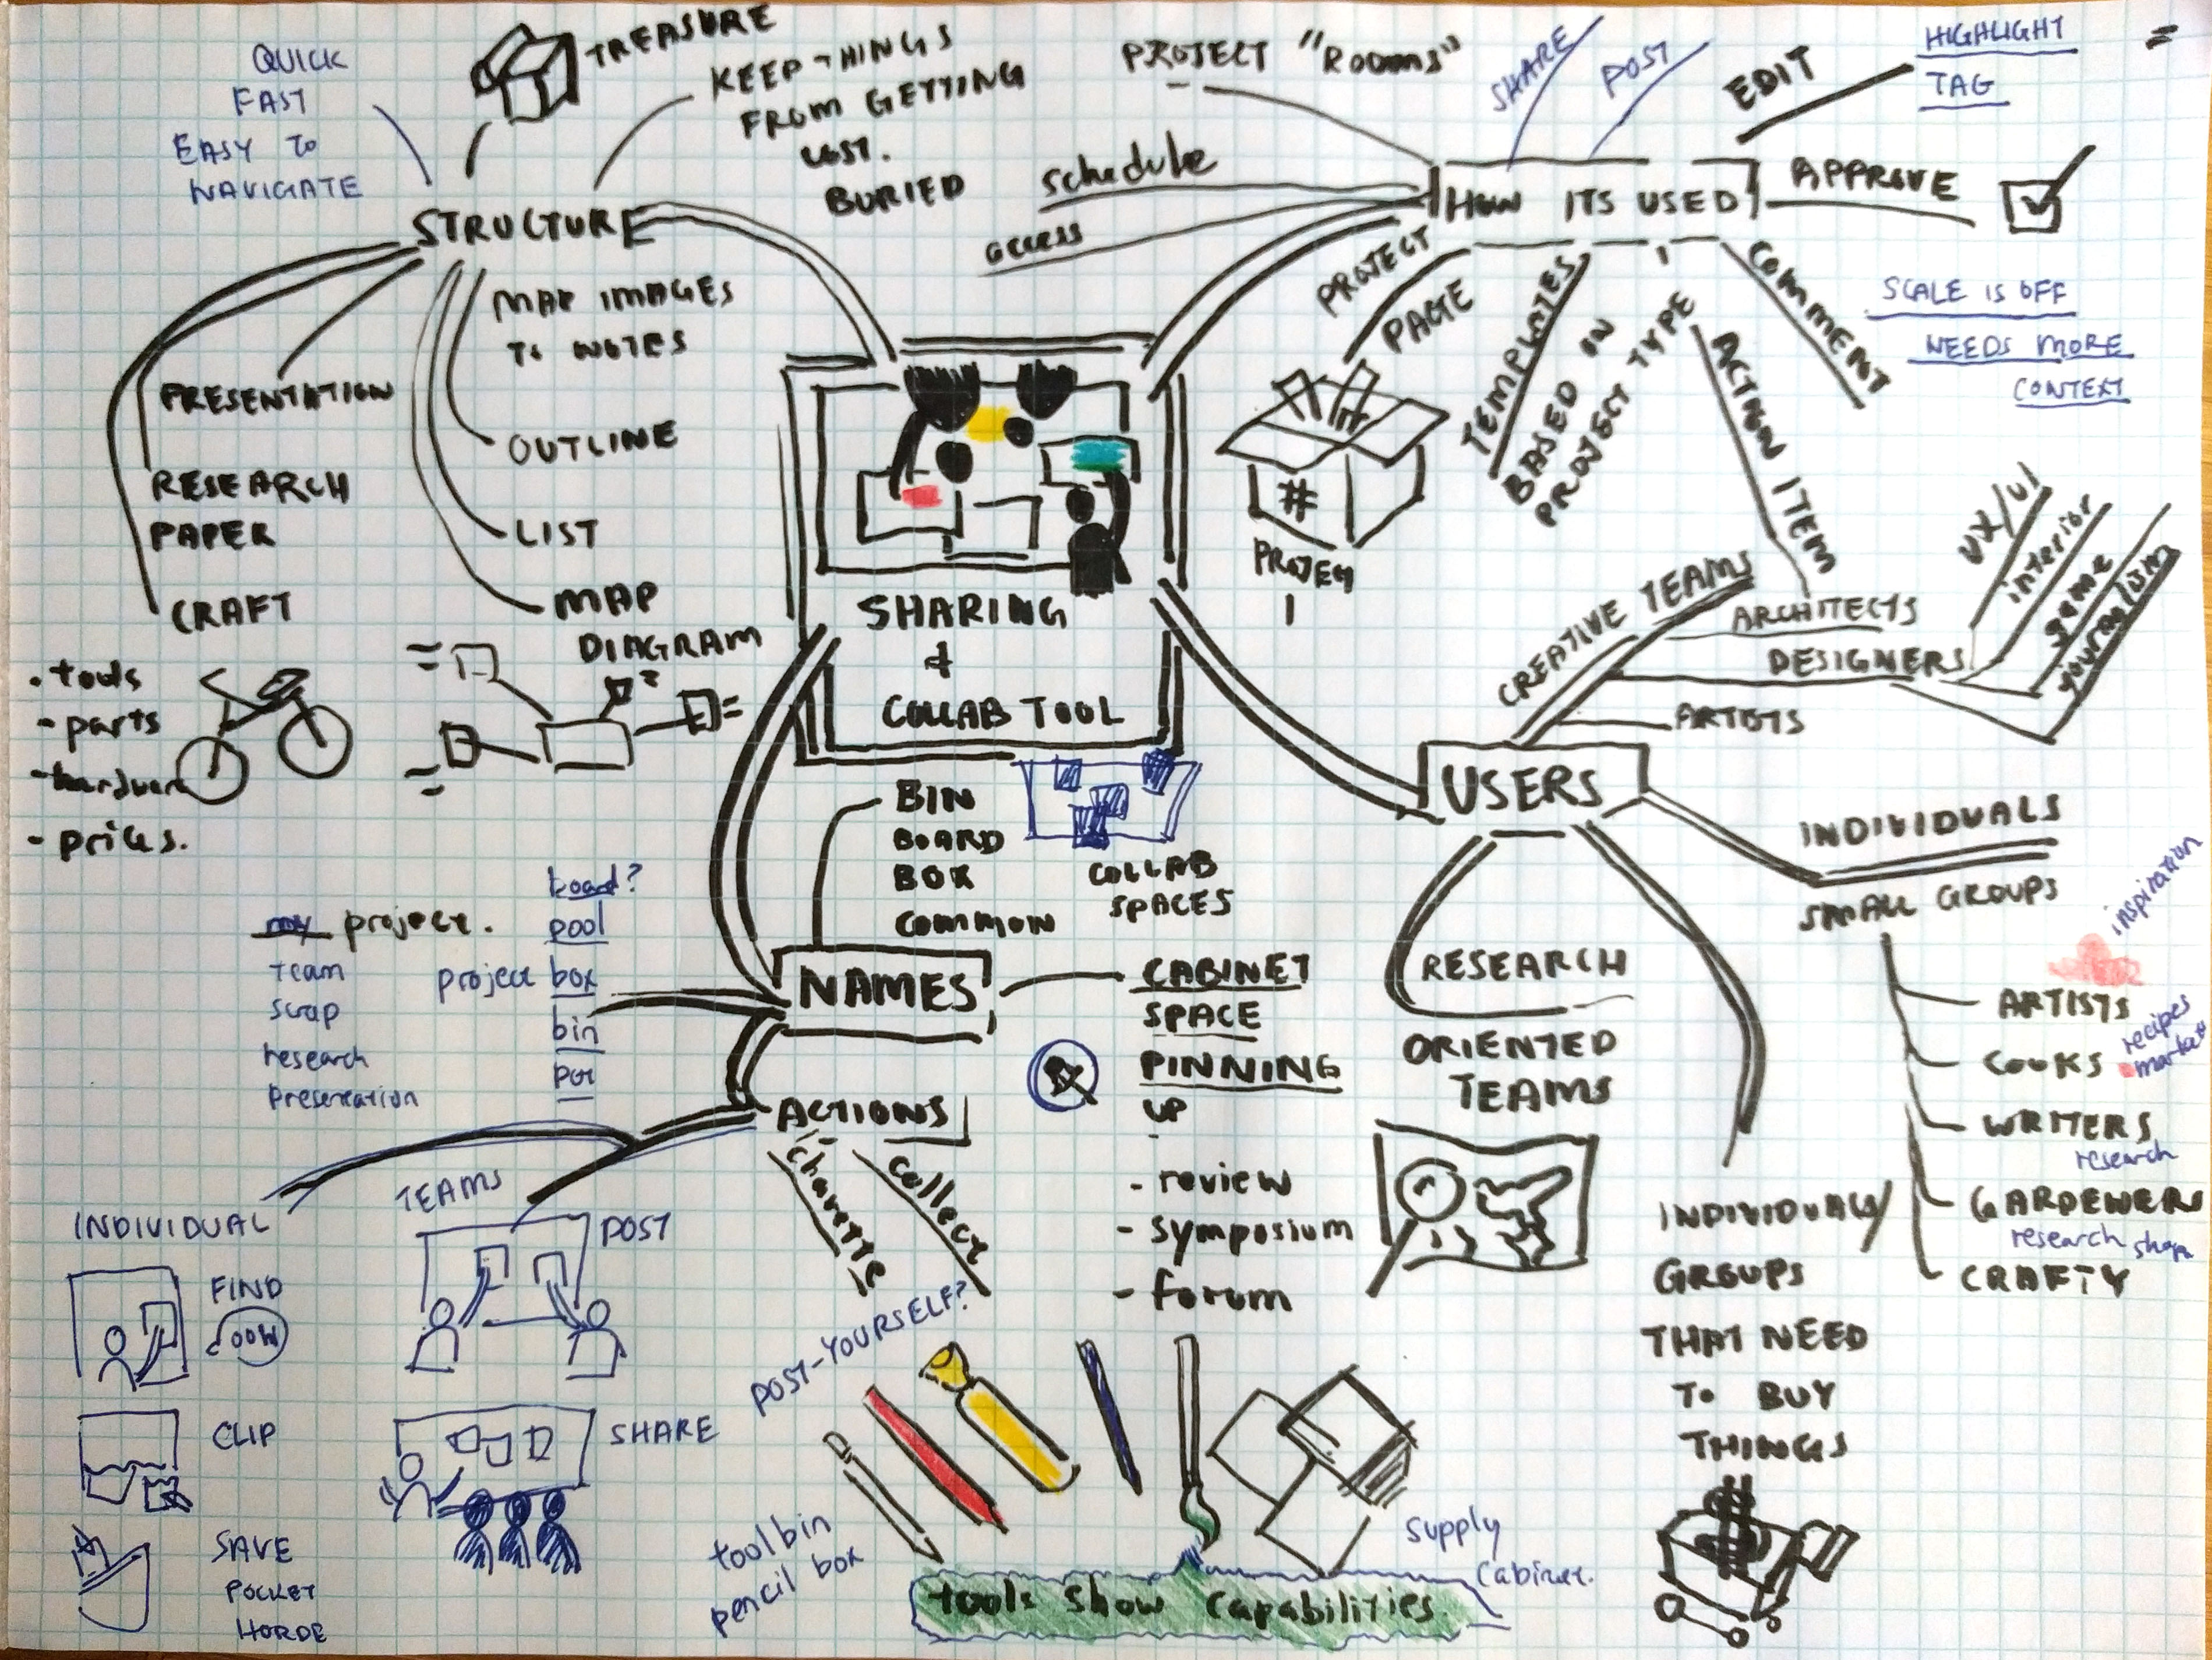 QUICK
FAST
EASY TO
NAVIGATE
TREASURE
KEEP THINGS
FROM GETTING
LOST.
BURIED
STRUCTURE
MAP IMAGES
TO NOTES
OUTLINE
LIST
MAP
DIAGRAM
PRESENTATION
RESEARCH
PAPER
CRAFT
• tools
- parts
- hardware
- prices.
PROJECT "ROOMS"
SHARE
POST
EDIT
HIGHLIGHT
TAG
schedule
access
HOW ITS USED
APPROVE
PROJECT
PAGE
TEMPLATES
BASED IN
PROJECT TYPE
ACTION ITEM
COMMENT
SCALE IS OFF
NEEDS MORE
CONTEXT
#
PROJECT
1
SHARING
&
COLLAB TOOL
CREATIVE TEAMS
ARCHITECTS
DESIGNERS
ARTISTS
UX/UI
interior
game
journalism
USERS
INDIVIDUALS
SMALL GROUPS
inspiration
ARTISTS
COOKS
recipes
market
WRITERS
research
GARDENERS
research
CRAFTY
RESEARCH
ORIENTED
TEAMS
INDIVIDUALS/
GROUPS
THAT NEED
TO BUY
THINGS
BIN
BOARD
BOX
COMMON
COLLAB
SPACES
NAMES
CABINET
SPACE
PINNING
UP
- review
- symposium
- forum
board?
my project.
pool
Team
project box
scrap
bin
research
presentation
ACTIONS
charette
collect
INDIVIDUAL
TEAMS
FIND
POST
CLIP
SHARE
SAVE
POCKET
HORDE
POST-YOURSELF?
tool bin
pencil box
supply
cabinet.
tools show capabilities.